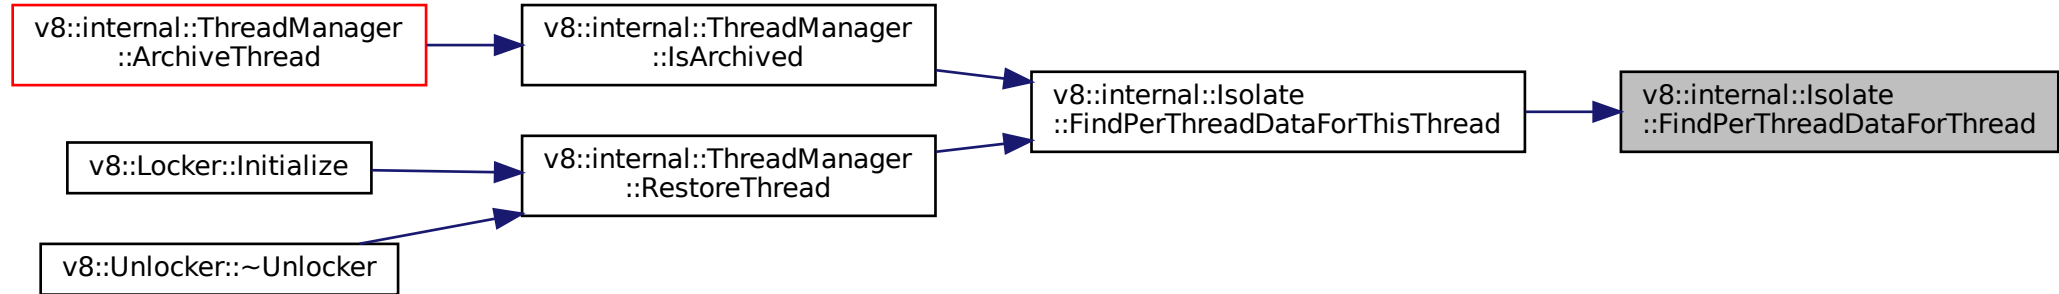 v8::internal::ThreadManager
::ArchiveThread
v8::internal::ThreadManager
::IsArchived
v8::internal::Isolate
::FindPerThreadDataForThisThread
v8::internal::Isolate
::FindPerThreadDataForThread
v8::Locker::Initialize
v8::internal::ThreadManager
::RestoreThread
v8::Unlocker::~Unlocker